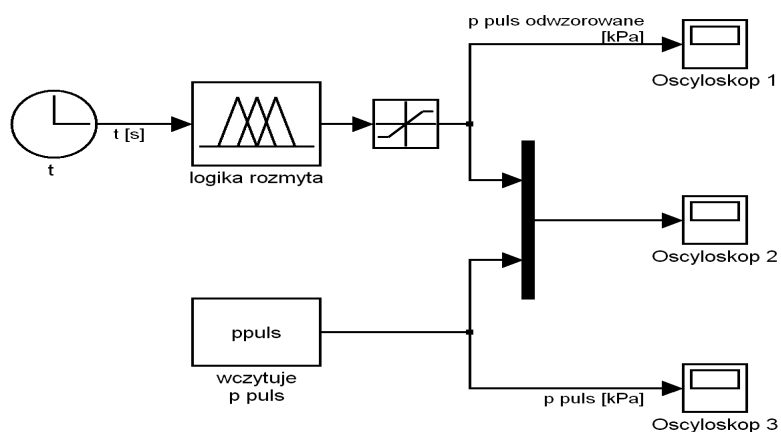 p puls odwzorowane
[kPa]
Oscyloskop 1
t [s]
t
logika rozmyta
Oscyloskop 2
ppuls
wczytuje
p puls
p puls [kPa]
Oscyloskop 3